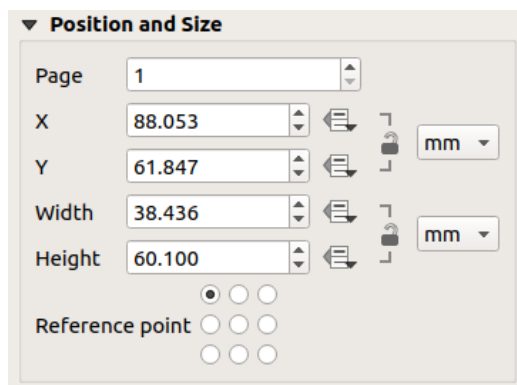 Position and Size
Page 1
X 88.053
mm
Y 61.847
Width 38.436
mm
Height 60.100
Reference point